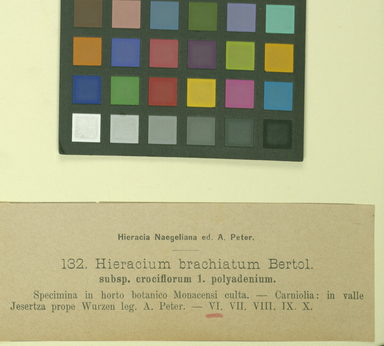 Hieracia Naegeliana ed. A. Peter.
132. Hieracium brachiatum Bertol.
subsp. crociflorum 1. polyadenium.
Specimina in horto botanico Monacensi culta. — Carniolia: in valle
Jesertza prope Wurzen leg. A. Peter. — VI. VII. VIII. IX. X.